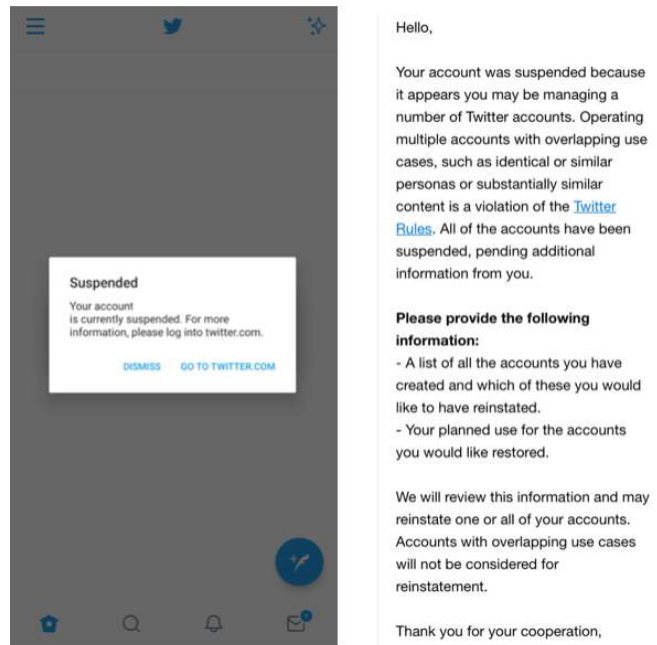 Suspended
Your account
is currently suspended. For more
information, please log into twitter.com.
DISMISS GO TO TWITTER.COM
Hello,
Your account was suspended because
it appears you may be managing a
number of Twitter accounts. Operating
multiple accounts with overlapping use
cases, such as identical or similar
personas or substantially similar
content is a violation of the Twitter
Rules. All of the accounts have been
suspended, pending additional
information from you.
Please provide the following
information:
- A list of all the accounts you have
created and which of these you would
like to have reinstated.
- Your planned use for the accounts
you would like restored.
We will review this information and may
reinstate one or all of your accounts.
Accounts with overlapping use cases
will not be considered for
reinstatement.
Thank you for your cooperation,